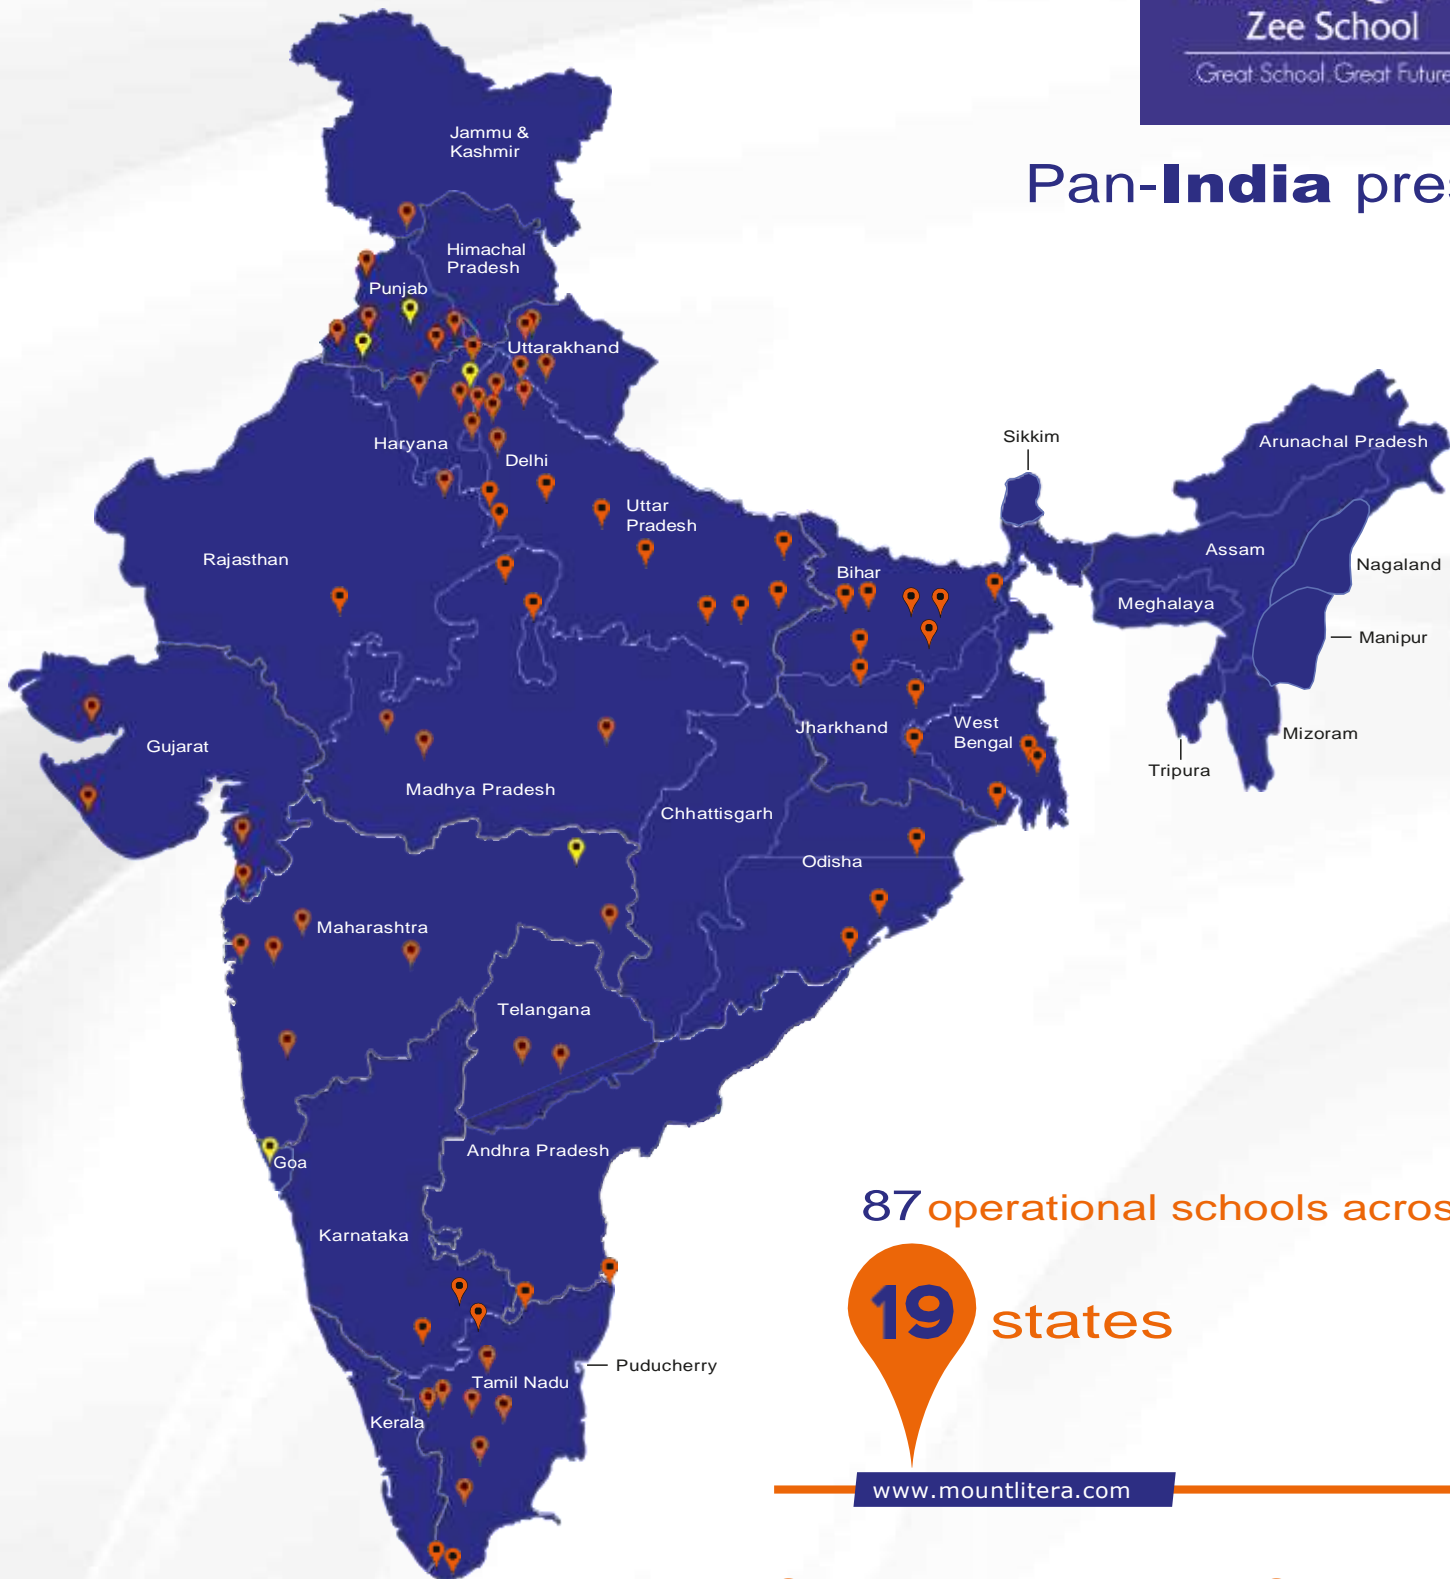 Zee School
Great School. Great Future
Pan-India pres
Jammu &
Kashmir
Himachal
Pradesh
Punjab
Uttarakhand
Haryana
Delhi
Uttar
Pradesh
Rajasthan
Bihar
Sikkim
Arunachal Pradesh
Assam
Nagaland
Meghalaya
Manipur
Mizoram
Tripura
Gujarat
Madhya Pradesh
Jharkhand
West
Bengal
Chhattisgarh
Odisha
Maharashtra
Telangana
Andhra Pradesh
Goa
Karnataka
Puducherry
Tamil Nadu
Kerala
87 operational schools acros
19 states
www.mountlitera.com